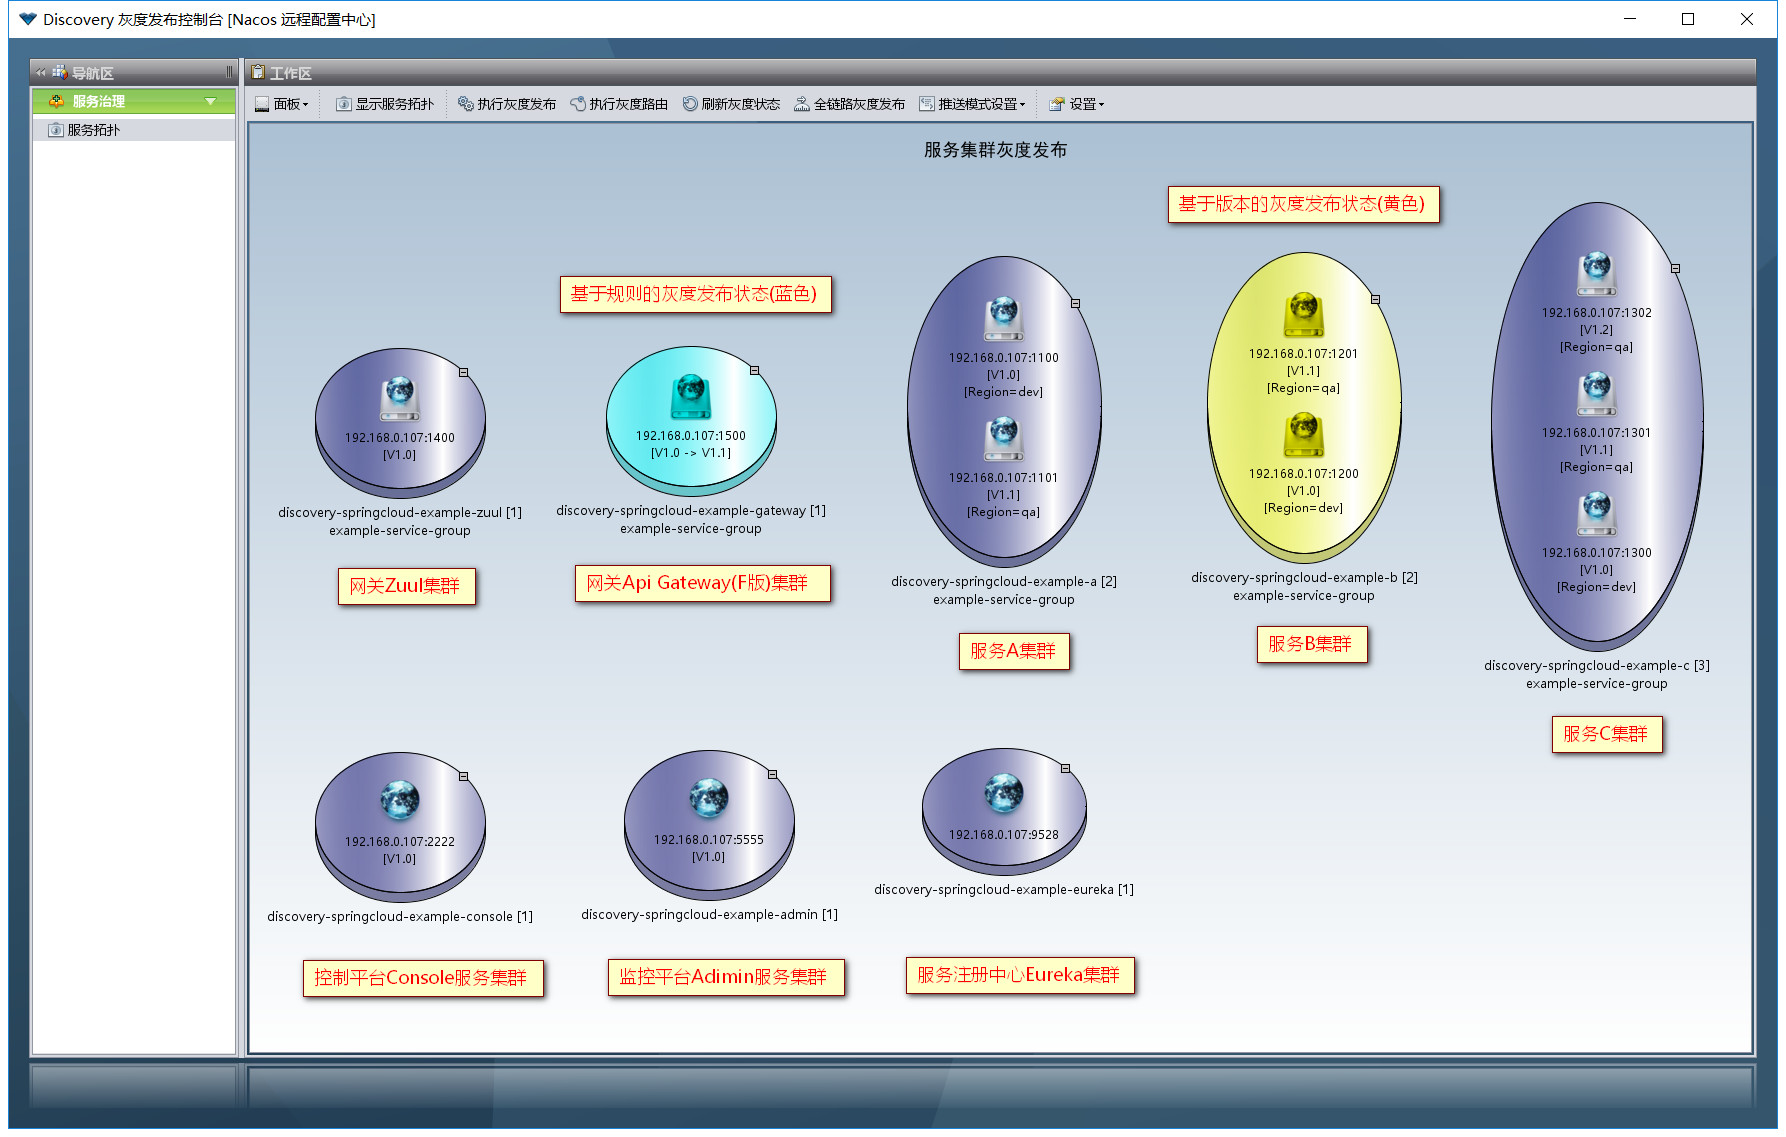 Discovery 灰度发布控制台 [Nacos 远程配置中心]
导航区
服务治理
服务拓扑
工作区
面板 显示服务拓扑 执行灰度发布 执行灰度路由 刷新灰度状态 全链路灰度发布 推送模式设置 设置
服务集群灰度发布
基于版本的灰度发布状态(黄色)
基于规则的灰度发布状态(蓝色)
192.168.0.107:1400
[V1.0]
discovery-springcloud-example-zuul [1]
example-service-group
网关Zuul集群
192.168.0.107:1500
[V1.0 -> V1.1]
discovery-springcloud-example-gateway [1]
example-service-group
网关Api Gateway(F版)集群
192.168.0.107:1100
[V1.0]
[Region=dev]
192.168.0.107:1101
[V1.1]
[Region=qa]
discovery-springcloud-example-a [2]
example-service-group
服务A集群
192.168.0.107:1201
[V1.1]
[Region=qa]
192.168.0.107:1200
[V1.0]
[Region=dev]
discovery-springcloud-example-b [2]
example-service-group
服务B集群
192.168.0.107:1302
[V1.2]
[Region=qa]
192.168.0.107:1301
[V1.1]
[Region=qa]
192.168.0.107:1300
[V1.0]
[Region=dev]
discovery-springcloud-example-c [3]
example-service-group
服务C集群
192.168.0.107:2222
[V1.0]
discovery-springcloud-example-console [1]
控制平台Console服务集群
192.168.0.107:5555
[V1.0]
discovery-springcloud-example-admin [1]
监控平台Adimin服务集群
192.168.0.107:9528
discovery-springcloud-example-eureka [1]
服务注册中心Eureka集群